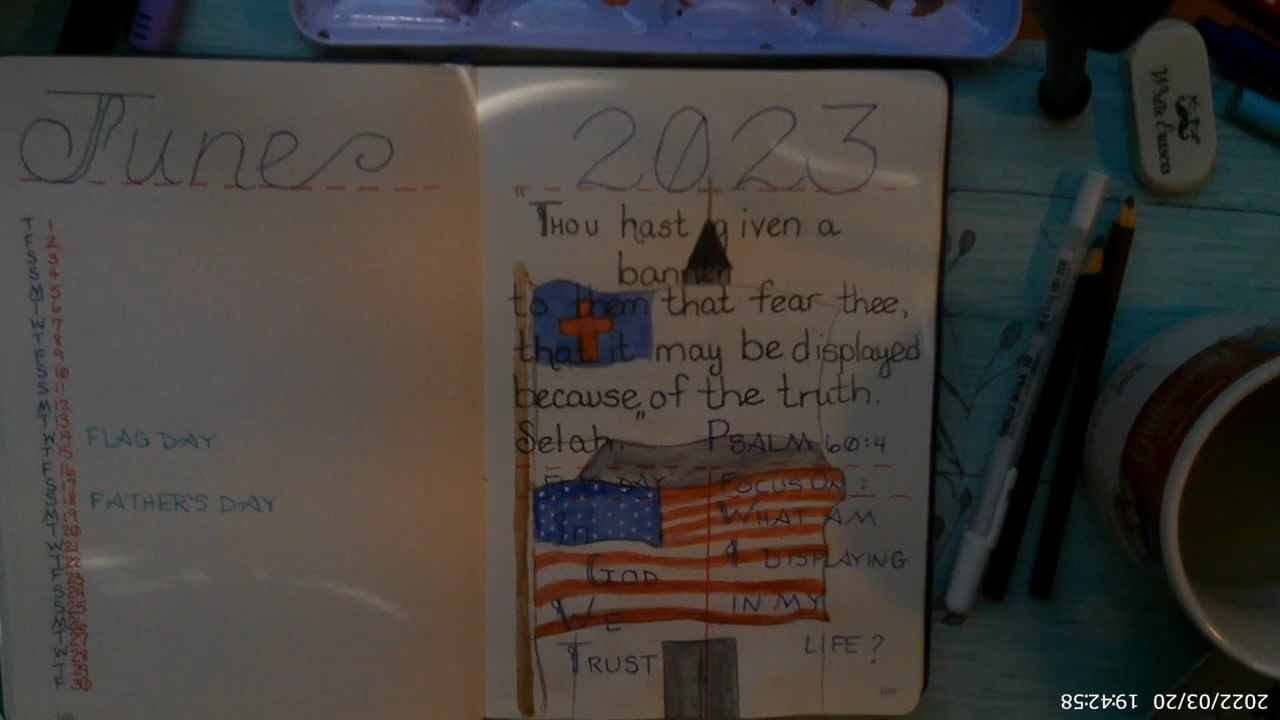 June
T 1
F 2
S 3
S 4
M 5
T 6
W 7
T 8
F 9
S 10
S 11
M 12
T 13
W 14 FLAG DAY
T 15
F 16
S 17
S 18 FATHER'S DAY
M 19
T 20
W 21
T 22
F 23
S 24
S 25
M 26
T 27
W 28
T 29
F 30
2023
"THOU hast given a
banner
to them that fear thee,
that it may be displayed
because of the truth.
Selah." PSALM 60:4
FLAG DAY
In
GOD
WE
TRUST
FOCUS ON:
WHAT AM
I DISPLAYING
IN MY
LIFE?
109
White Erasers
2022/03/20 19:42:58